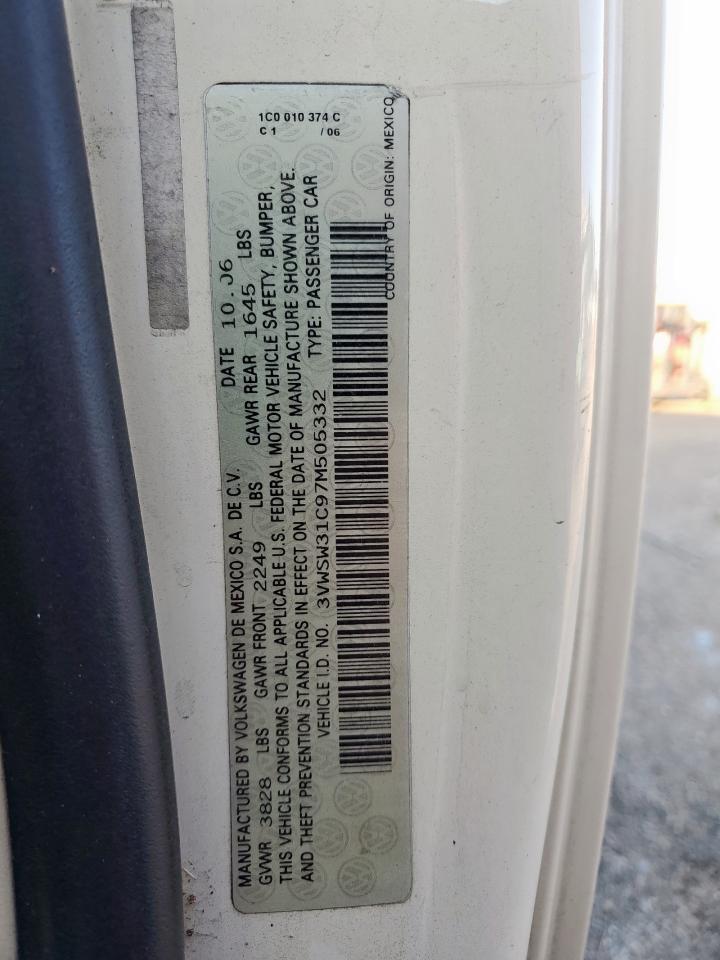 1C0 010 374 C
C 1 / 06
MANUFACTURED BY VOLKSWAGEN DE MEXICO S.A. DE C.V. DATE 10.06
GVWR 3828 LBS GAWR FRONT 2249 LBS GAWR REAR 1645 LBS
THIS VEHICLE CONFORMS TO ALL APPLICABLE U.S. FEDERAL MOTOR VEHICLE SAFETY, BUMPER,
AND THEFT PREVENTION STANDARDS IN EFFECT ON THE DATE OF MANUFACTURE SHOWN ABOVE.
VEHICLE I.D. NO. 3VWSW31C97M505332 TYPE: PASSENGER CAR
COUNTRY OF ORIGIN: MEXICO